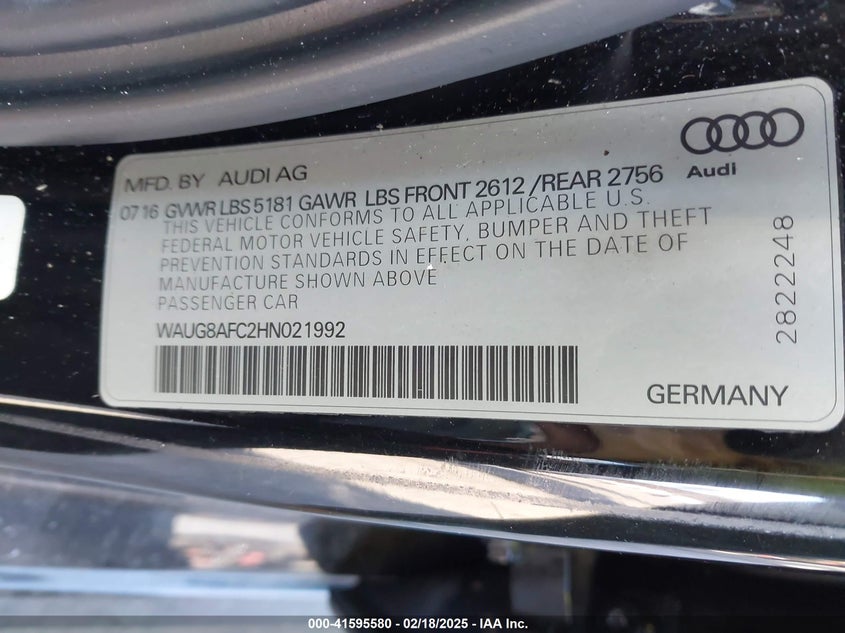 MFD. BY AUDI AG
Audi
07 16 GVWR LBS 5181 GAWR LBS FRONT 2612 /REAR 2756
THIS VEHICLE CONFORMS TO ALL APPLICABLE U.S.
FEDERAL MOTOR VEHICLE SAFETY, BUMPER AND THEFT
PREVENTION STANDARDS IN EFFECT ON THE DATE OF
MANUFACTURE SHOWN ABOVE
PASSENGER CAR
WAUG8AFC2HN021992
GERMANY
2822248
000-41595580 - 02/18/2025 - IAA Inc.